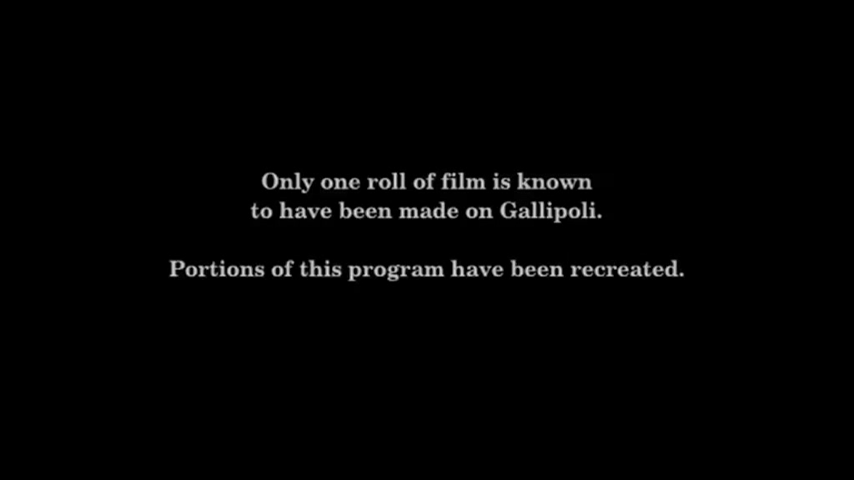 Only one roll of film is known
to have been made on Gallipoli.
Portions of this program have been recreated.